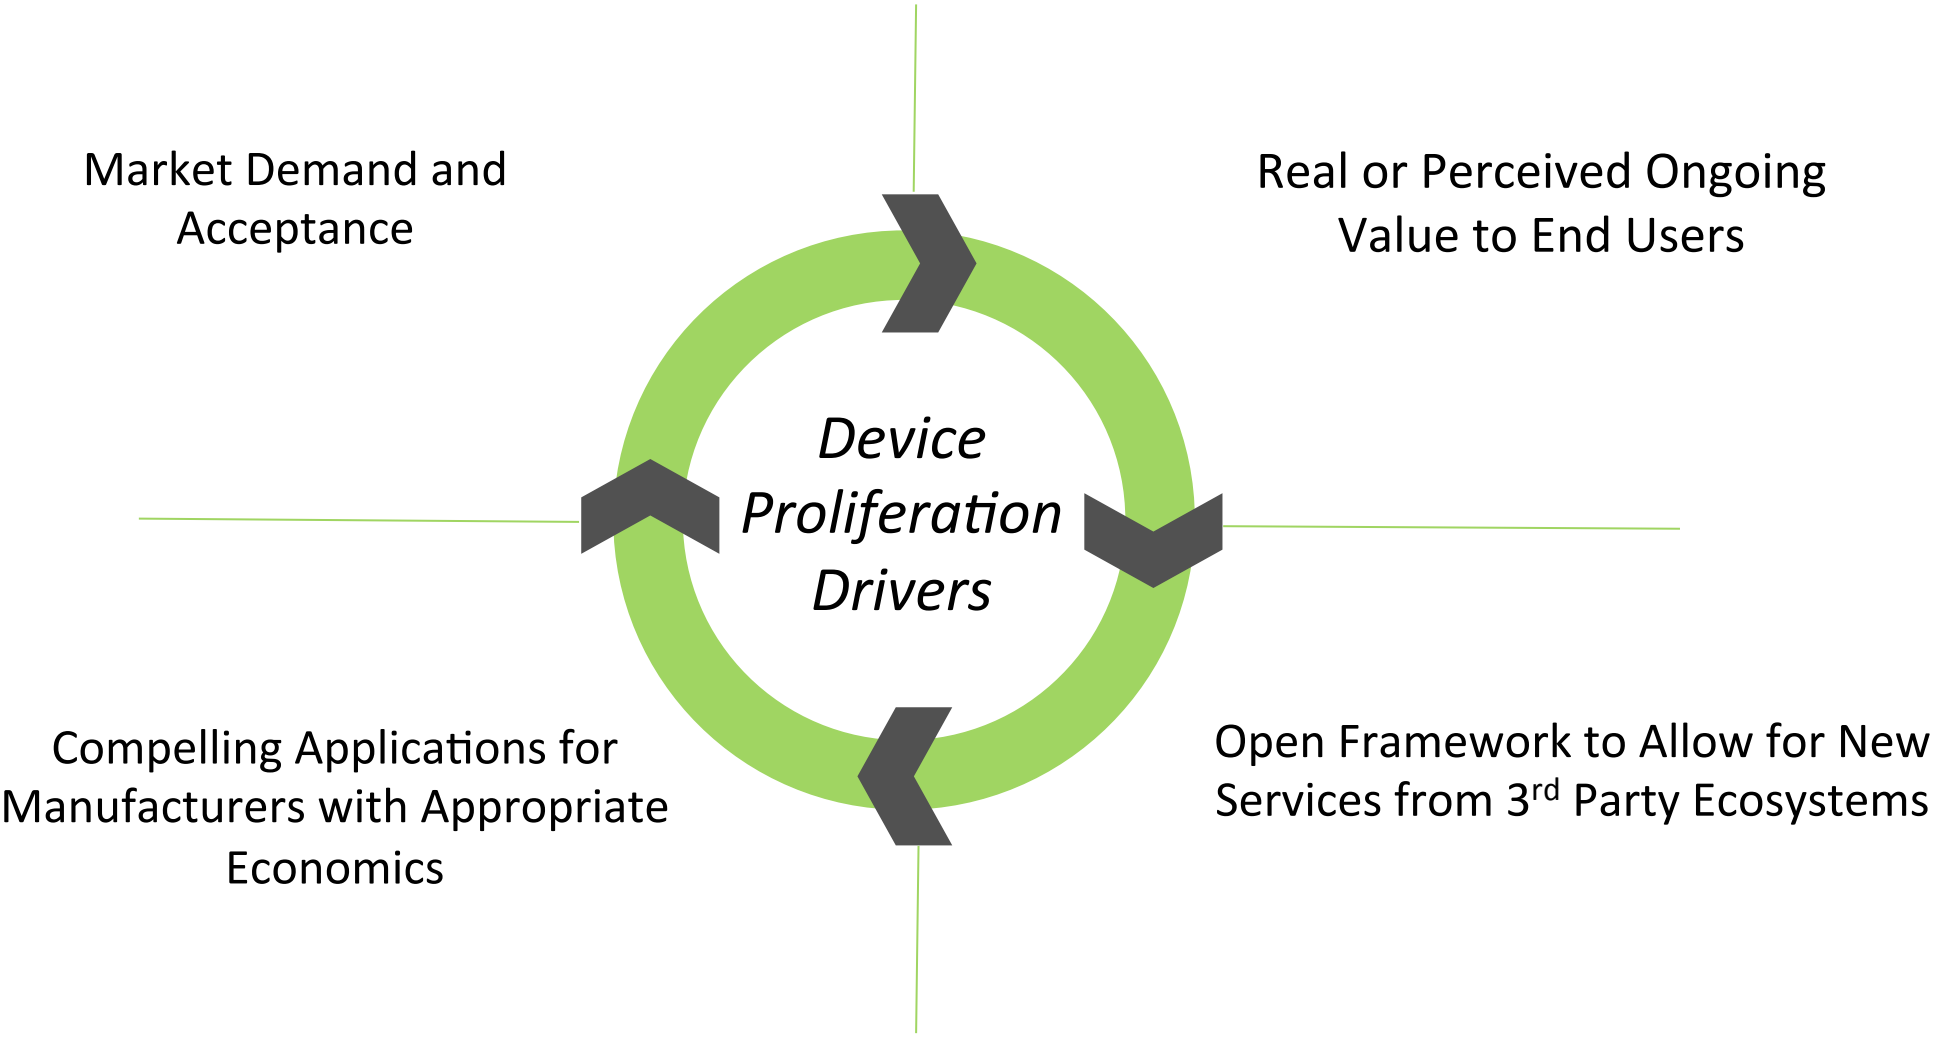 Market Demand and
Acceptance
Real or Perceived Ongoing
Value to End Users
Device
Proliferation
Drivers
Compelling Applications for
Manufacturers with Appropriate
Economics
Open Framework to Allow for New
Services from 3rd Party Ecosystems